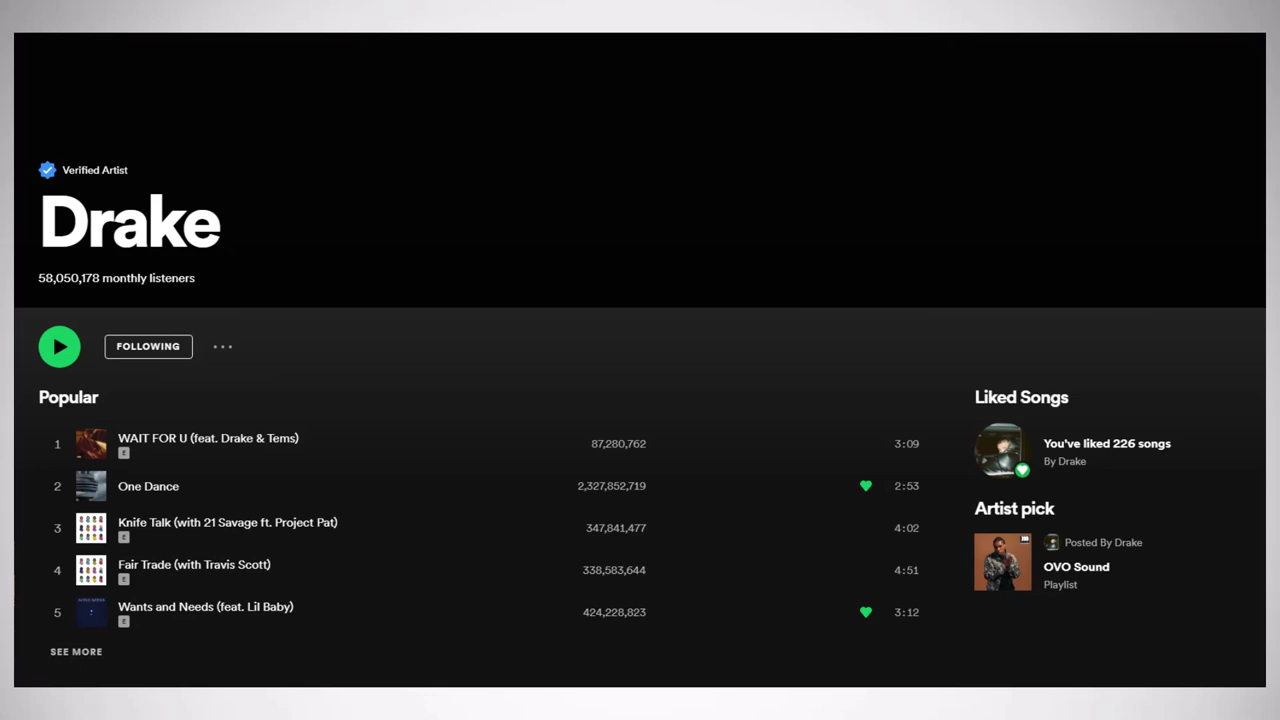 Verified Artist
Drake
58,050,178 monthly listeners
FOLLOWING
Popular
1 WAIT FOR U (feat. Drake & Tems) 87,280,762 3:09
E
2 One Dance 2,327,852,719 2:53
3 Knife Talk (with 21 Savage ft. Project Pat) 347,841,477 4:02
E
4 Fair Trade (with Travis Scott) 338,583,644 4:51
E
5 Wants and Needs (feat. Lil Baby) 424,228,823 3:12
E
SEE MORE
Liked Songs
You've liked 226 songs
By Drake
Artist pick
Posted By Drake
OVO Sound
Playlist